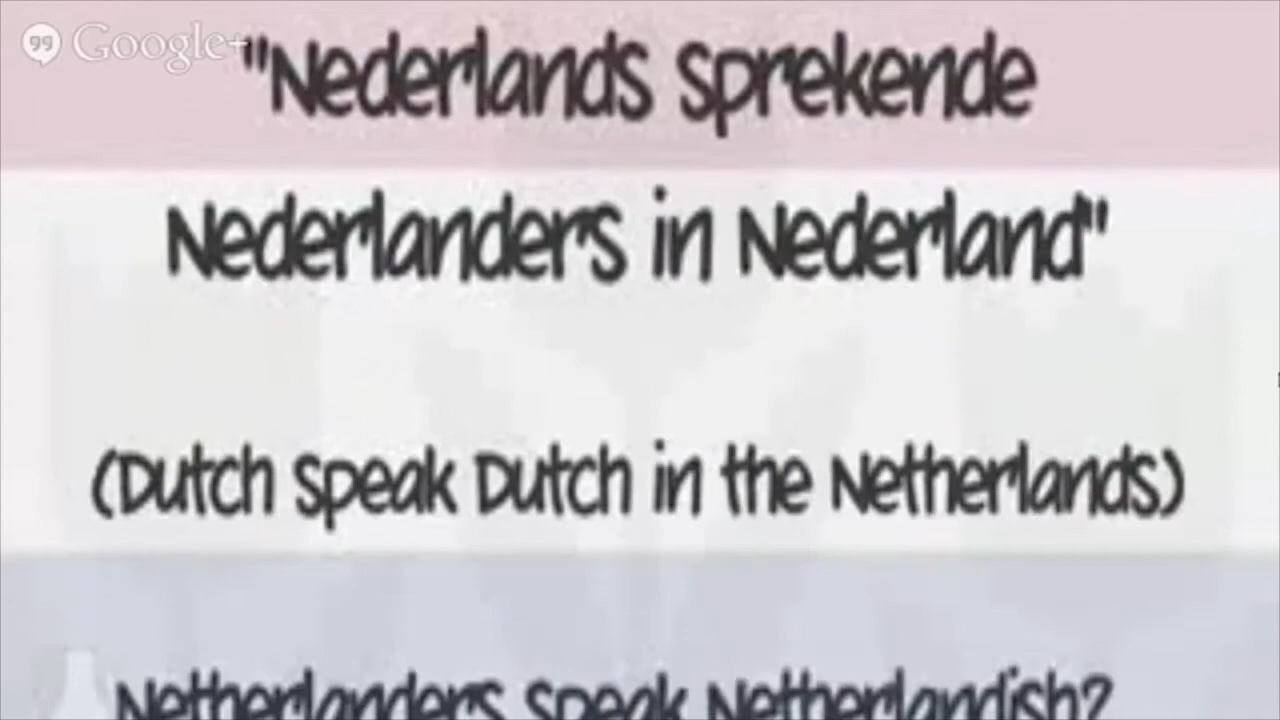 Google+
"Nederlands sprekende
Nederlanders in Nederland"
(Dutch speak Dutch in the Netherlands)
Netherlanders speak Netherlandish?